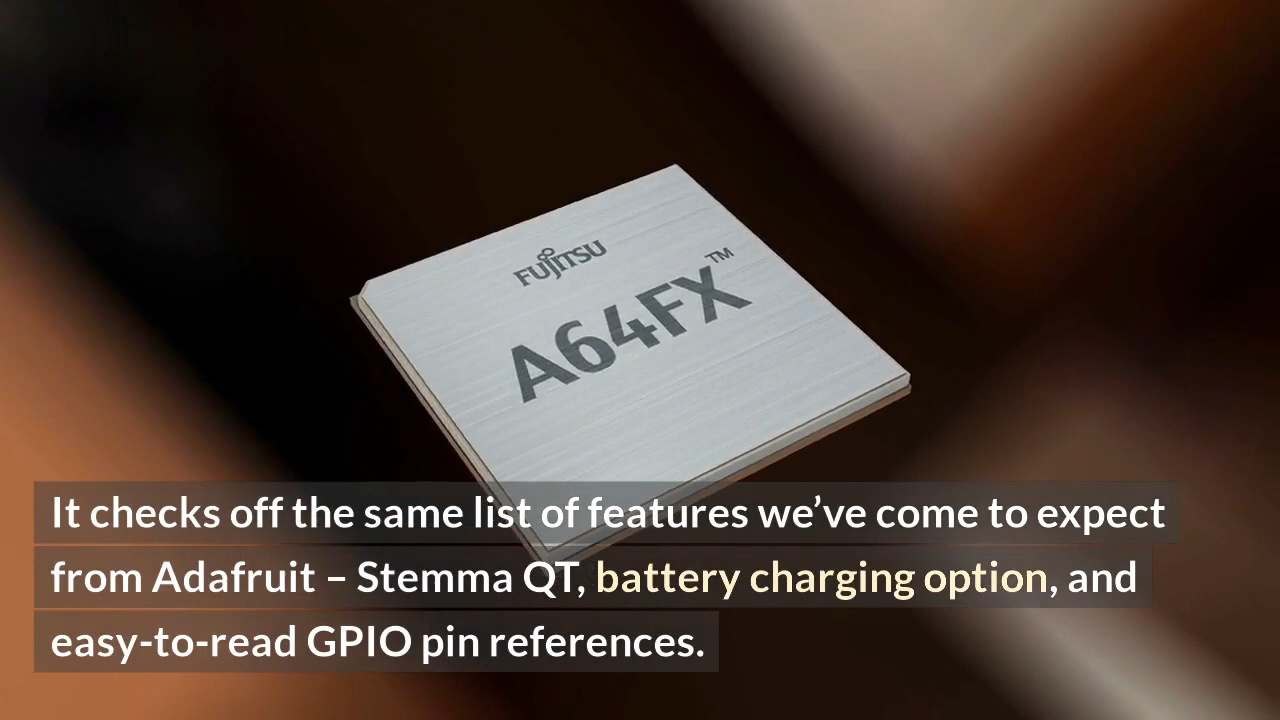 FUJITSU
A64FX™
It checks off the same list of features we’ve come to expect
from Adafruit – Stemma QT, battery charging option, and
easy-to-read GPIO pin references.